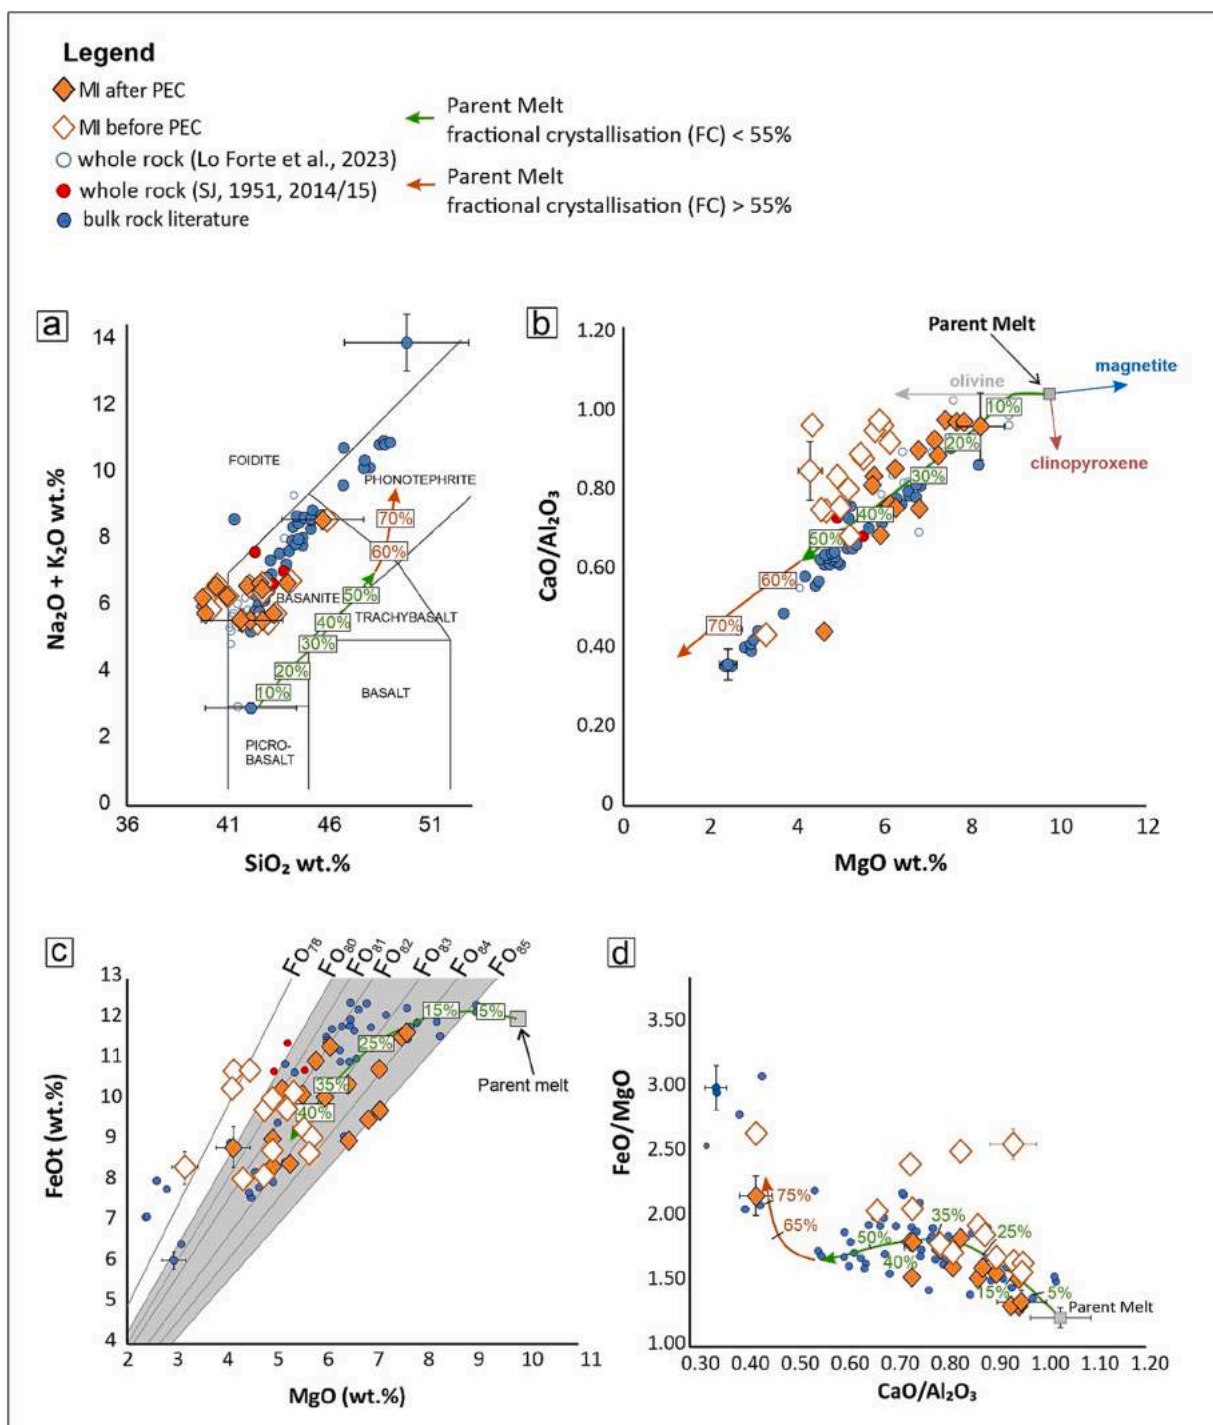 Legend
MI after PEC
MI before PEC
whole rock (Lo Forte et al., 2023)
whole rock (SJ, 1951, 2014/15)
bulk rock literature
Parent Melt
fractional crystallisation (FC) < 55%
Parent Melt
fractional crystallisation (FC) > 55%
a
14
12
10
8
6
4
2
0
Na₂O + K₂O wt.%
FOIDITE
PHONOTEPHRITE
70%
60%
BASANITE
50%
TRACHYBASALT
40%
30%
20%
10%
BASALT
PICRO-
BASALT
36 41 46 51
SiO₂ wt.%
b
1.20
1.00
0.80
0.60
0.40
0.20
0
CaO/Al₂O₃
Parent Melt
magnetite
olivine
10%
20%
clinopyroxene
30%
40%
50%
60%
70%
0 2 4 6 8 10 12
MgO wt.%
c
13
12
11
10
9
8
7
6
5
4
FeOt (wt.%)
FO₇₈ FO₈₀ FO₈₁ FO₈₂ FO₈₃ FO₈₄ FO₈₅
15% 5%
25%
35%
40%
Parent melt
2 3 4 5 6 7 8 9 10 11
MgO (wt.%)
d
3.50
3.00
2.50
2.00
1.50
1.00
FeO/MgO
75%
65%
50%
40%
35%
25%
15%
5%
Parent Melt
0.30 0.40 0.50 0.60 0.70 0.80 0.90 1.00 1.10 1.20
CaO/Al₂O₃